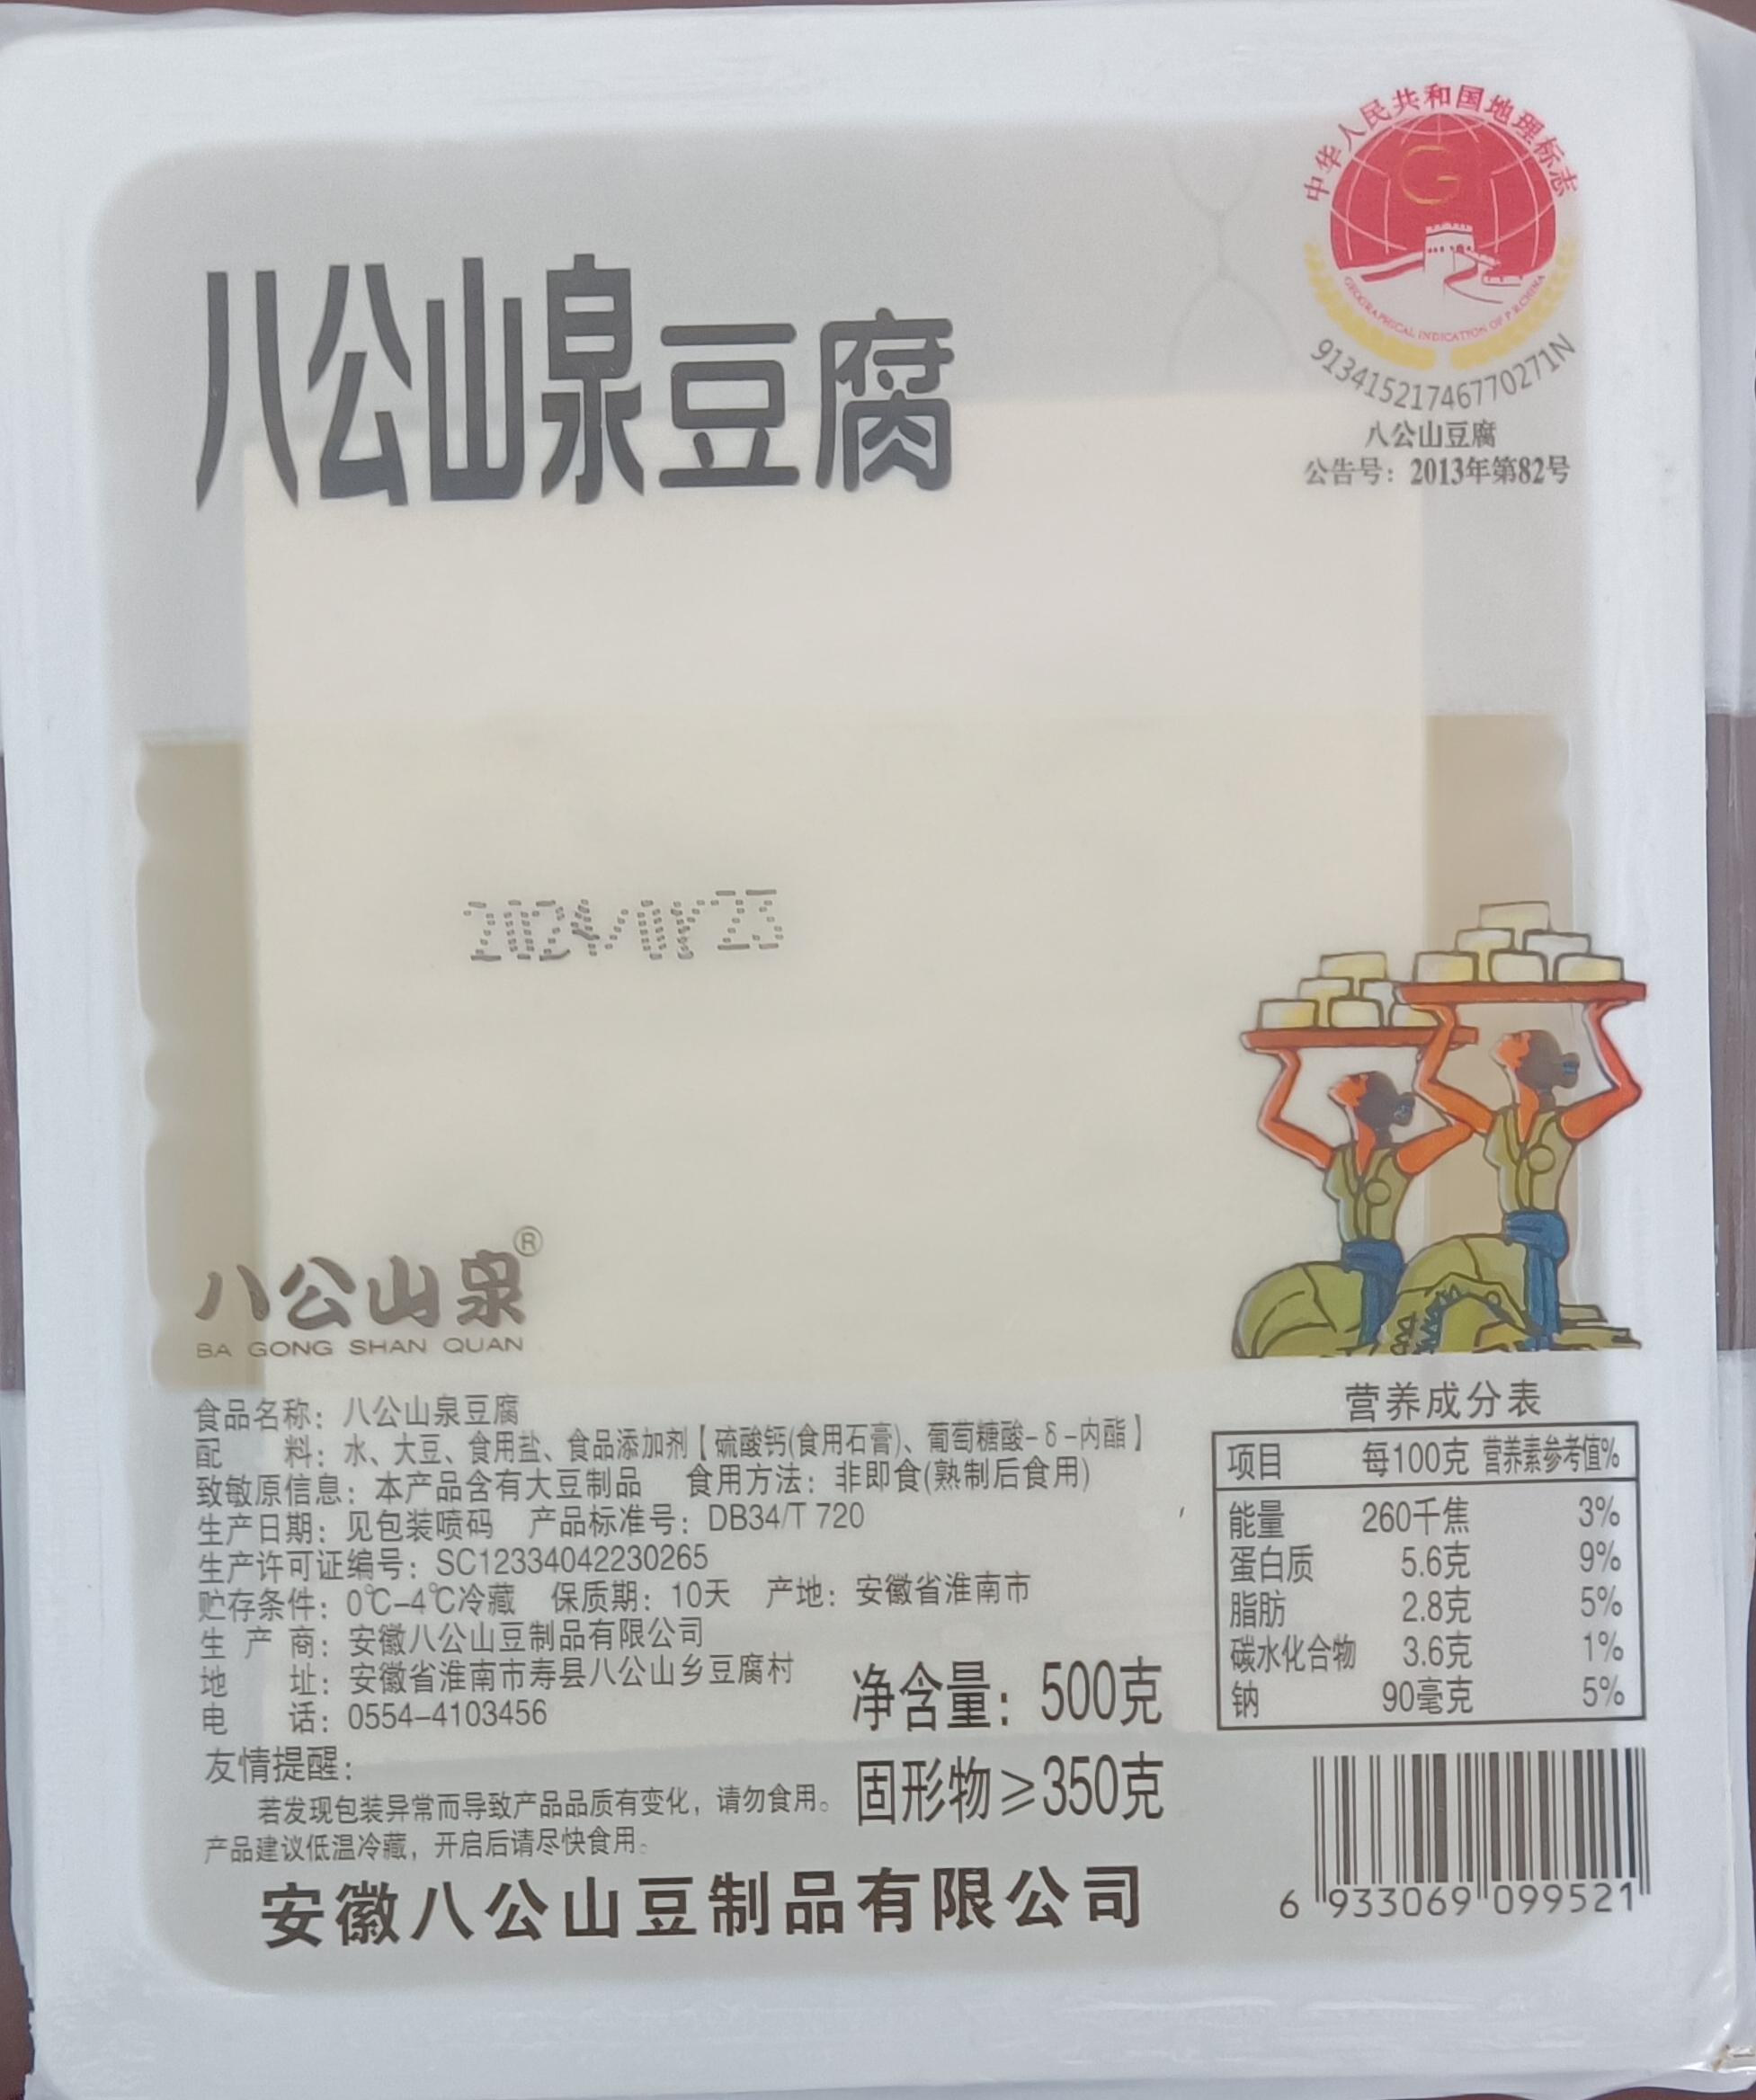 中华人民共和国地理标志
GEOGRAPHICAL INDICATION OF P.R.CHINA
91341521746770271N
八公山豆腐
公告号：2013年第82号
八公山泉豆腐
八公山泉®
BA GONG SHAN QUAN
食品名称：八公山泉豆腐
配 料：水、大豆、食用盐、食品添加剂【硫酸钙(食用石膏)、葡萄糖酸-δ-内酯】
致敏原信息：本产品含有大豆制品 食用方法：非即食(熟制后食用)
生产日期：见包装喷码 产品标准号：DB34/T 720
生产许可证编号：SC12334042230265
贮存条件：0℃-4℃冷藏 保质期：10天 产地：安徽省淮南市
生产商：安徽八公山豆制品有限公司
地 址：安徽省淮南市寿县八公山乡豆腐村
电 话：0554-4103456
友情提醒：
若发现包装异常而导致产品品质有变化，请勿食用。
产品建议低温冷藏，开启后请尽快食用。
净含量：500克
固形物≥350克
安徽八公山豆制品有限公司
营养成分表
项目 每100克 营养素参考值%
能量 260千焦 3%
蛋白质 5.6克 9%
脂肪 2.8克 5%
碳水化合物 3.6克 1%
钠 90毫克 5%
6 933069 099521